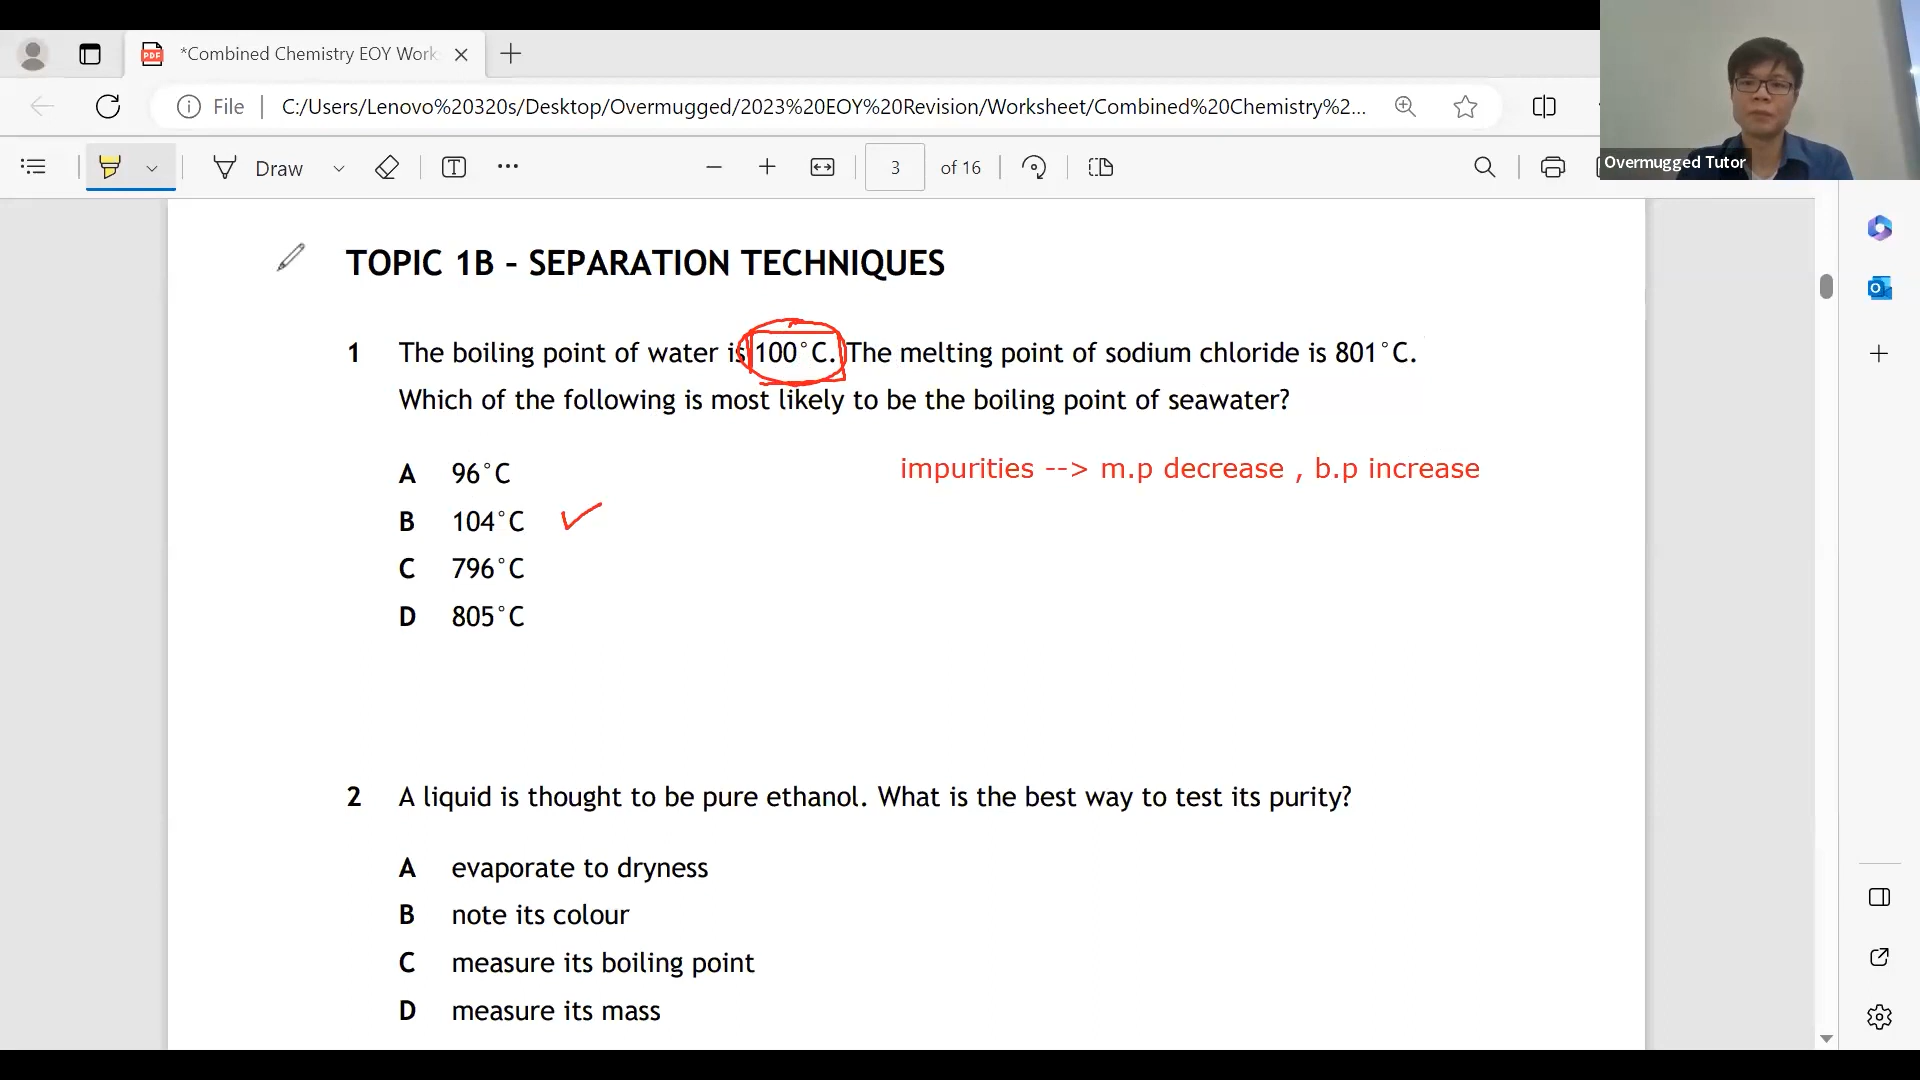 *Combined Chemistry EOY Work
File
C:/Users/Lenovo%20320s/Desktop/Overmugged/2023%20EOY%20Revision/Worksheet/Combined%20Chemistry%2...
Draw
3 of 16
Overmugged Tutor
TOPIC 1B – SEPARATION TECHNIQUES
1 The boiling point of water is 100°C. The melting point of sodium chloride is 801°C.
Which of the following is most likely to be the boiling point of seawater?
A 96°C
impurities --> m.p decrease , b.p increase
B 104°C
C 796°C
D 805°C
2 A liquid is thought to be pure ethanol. What is the best way to test its purity?
A evaporate to dryness
B note its colour
C measure its boiling point
D measure its mass